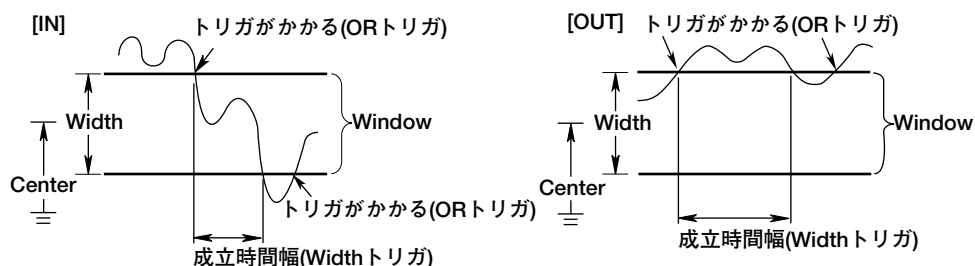 [IN]
トリガがかかる(ORトリガ)
Width
Window
Center
トリガがかかる(ORトリガ)
成立時間幅(Widthトリガ)
[OUT]
トリガがかかる(ORトリガ)
Width
Window
Center
成立時間幅(Widthトリガ)